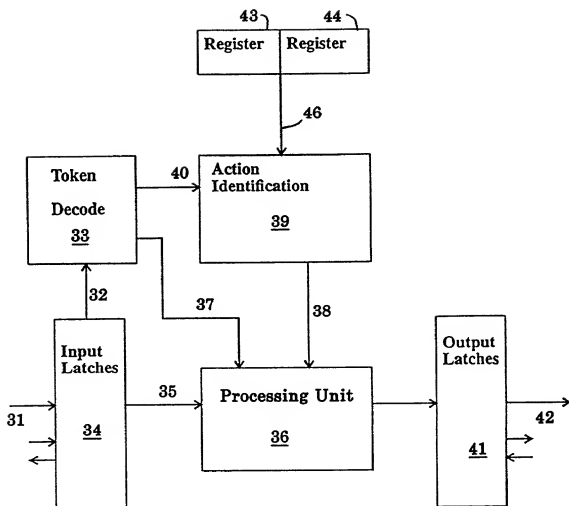 43 44
Register Register
46
Token
Decode
33
40
Action
Identification
39
32
37
38
Input
Latches
34
31
35
Processing Unit
36
Output
Latches
41
42